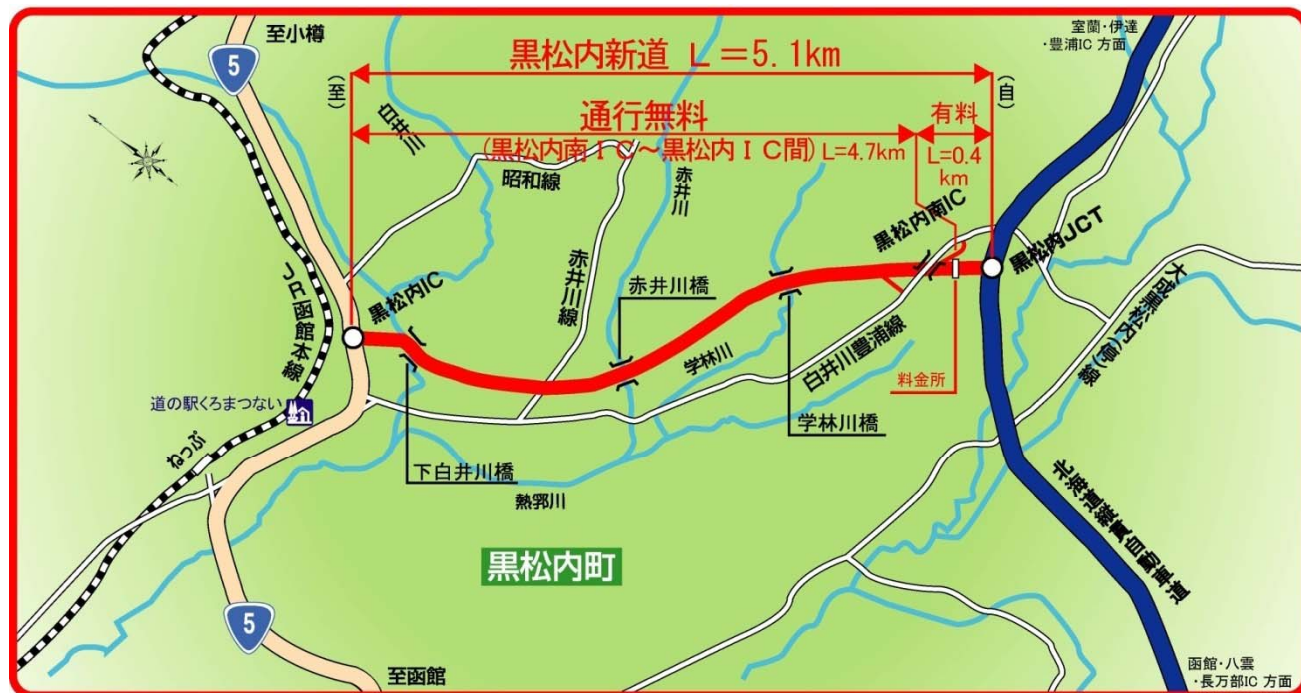 至小樽
5
室蘭・伊達
・豊浦IC 方面
黒松内新道 L=5.1km
(至)
(自)
通行無料
有料
(黒松内南IC~黒松内IC間) L=4.7km
L=0.4
km
白井川
昭和線
赤井川
赤井川線
黒松内南IC
黒松内JCT
大成黒松内(停)線
JR函館本線
黒松内IC
赤井川橋
学林川
白井川豊浦線
料金所
道の駅くろまつない
学林川橋
ねっぷ
下白井川橋
熱郛川
北海道縦貫自動車道
黒松内町
5
至函館
函館・八雲
・長万部IC 方面